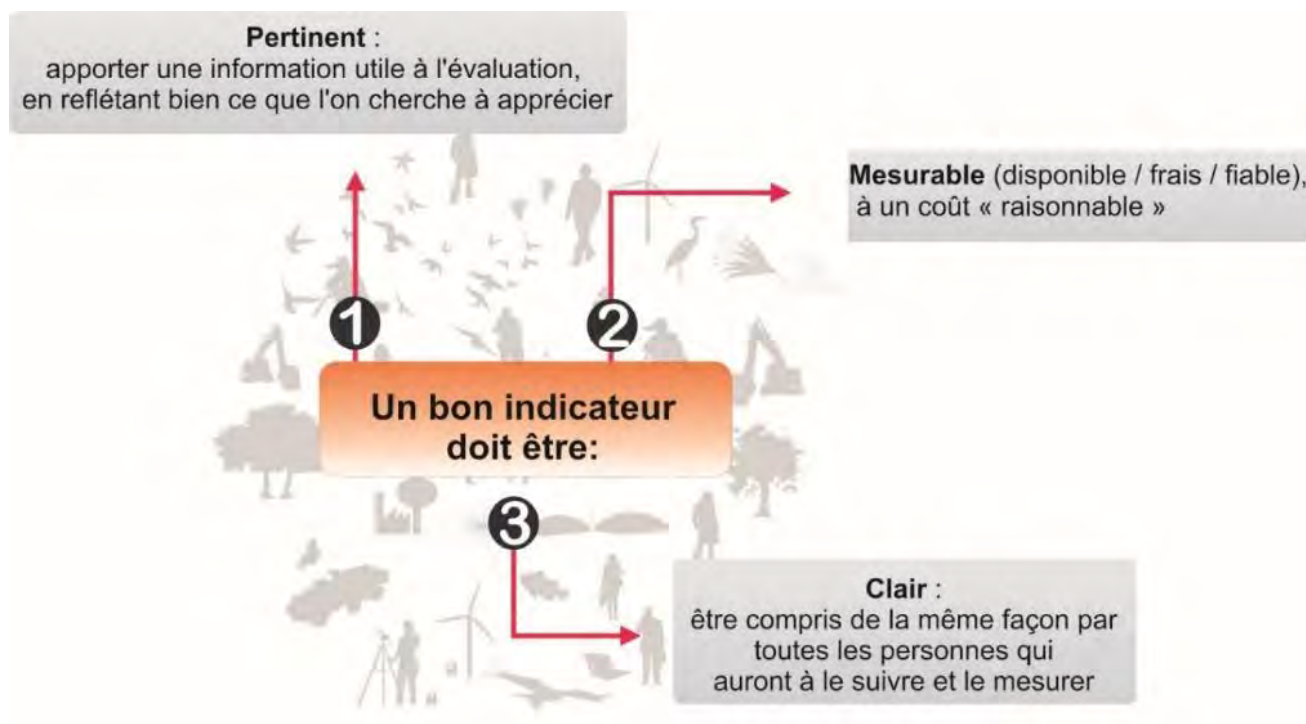 Pertinent :
apporter une information utile à l'évaluation,
en reflétant bien ce que l'on cherche à apprécier
Mesurable (disponible / frais / fiable),
à un coût « raisonnable »
1
2
Un bon indicateur
doit être:
3
Clair :
être compris de la même façon par
toutes les personnes qui
auront à le suivre et le mesurer